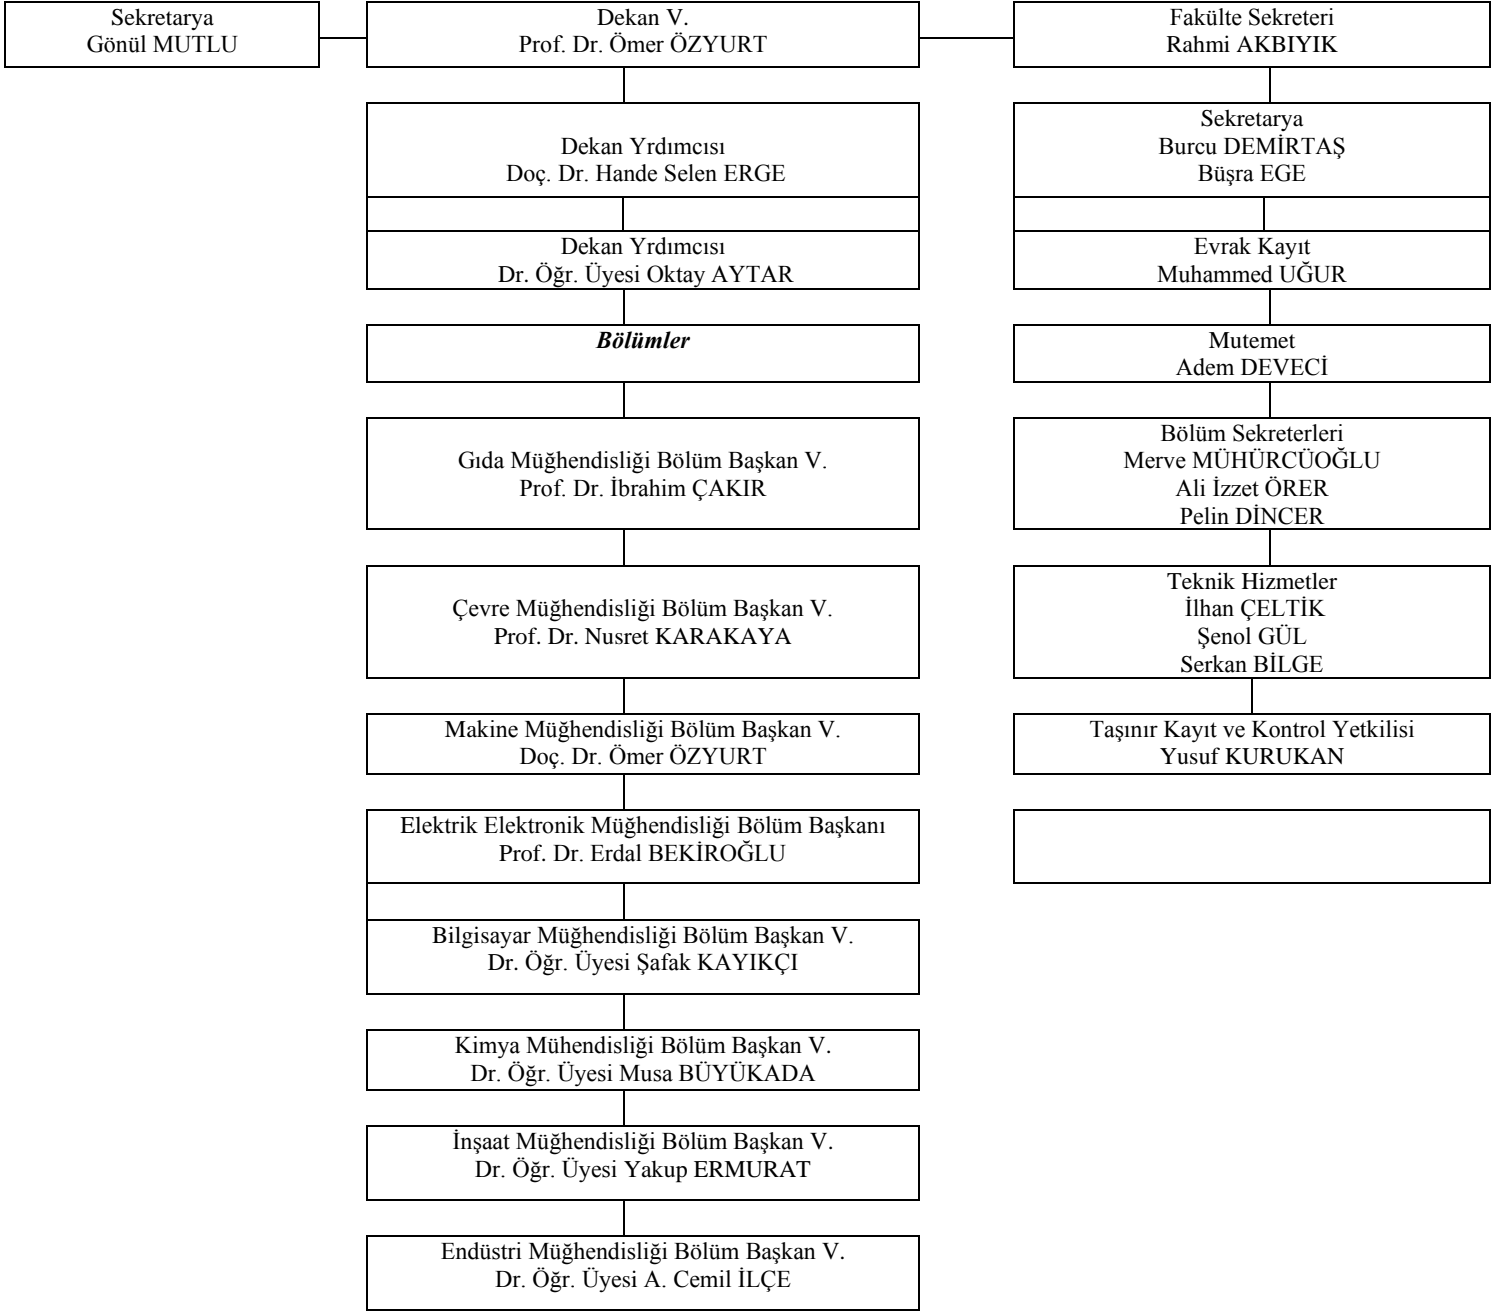 Sekretarya
Gönül MUTLU
Dekan V.
Prof. Dr. Ömer ÖZYURT
Fakülte Sekreteri
Rahmi AKBIYIK
Dekan Yrdımcısı
Doç. Dr. Hande Selen ERGE
Sekretarya
Burcu DEMİRTAŞ
Büşra EGE
Dekan Yrdımcısı
Dr. Öğr. Üyesi Oktay AYTAR
Evrak Kayıt
Muhammed UĞUR
Bölümler
Mutemet
Adem DEVECİ
Gıda Müğhendisliği Bölüm Başkan V.
Prof. Dr. İbrahim ÇAKIR
Bölüm Sekreterleri
Merve MÜHÜRCÜOĞLU
Ali İzzet ÖRER
Pelin DİNCER
Çevre Müğhendisliği Bölüm Başkan V.
Prof. Dr. Nusret KARAKAYA
Teknik Hizmetler
İlhan ÇELTİK
Şenol GÜL
Serkan BİLGE
Makine Müğhendisliği Bölüm Başkan V.
Doç. Dr. Ömer ÖZYURT
Taşınır Kayıt ve Kontrol Yetkilisi
Yusuf KURUKAN
Elektrik Elektronik Müğhendisliği Bölüm Başkanı
Prof. Dr. Erdal BEKİROĞLU
Bilgisayar Müğhendisliği Bölüm Başkan V.
Dr. Öğr. Üyesi Şafak KAYIKÇI
Kimya Mühendisliği Bölüm Başkan V.
Dr. Öğr. Üyesi Musa BÜYÜKADA
İnşaat Müğhendisliği Bölüm Başkan V.
Dr. Öğr. Üyesi Yakup ERMURAT
Endüstri Müğhendisliği Bölüm Başkan V.
Dr. Öğr. Üyesi A. Cemil İLÇE